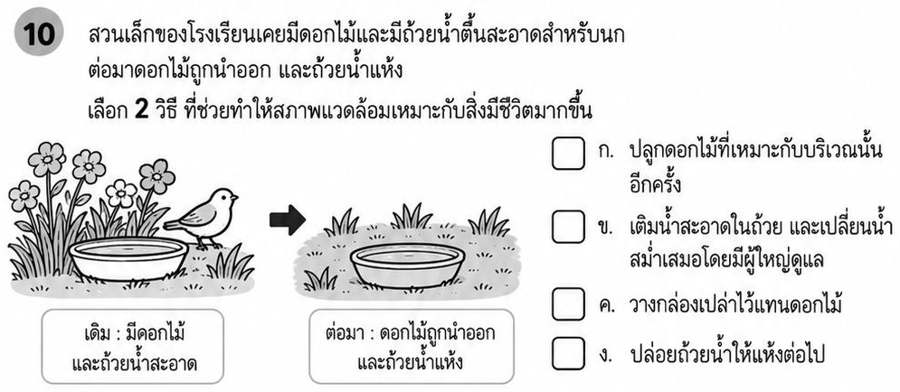 10
สวนเล็กของโรงเรียนเคยมีดอกไม้และมีถ้วยน้ำตื้นสะอาดสำหรับนก
ต่อมาดอกไม้ถูกนำออก และถ้วยน้ำแห้ง
เลือก 2 วิธี ที่ช่วยทำให้สภาพแวดล้อมเหมาะกับสิ่งมีชีวิตมากขึ้น
เดิม : มีดอกไม้
และถ้วยน้ำสะอาด
ต่อมา : ดอกไม้ถูกนำออก
และถ้วยน้ำแห้ง
ก. ปลูกดอกไม้ที่เหมาะกับบริเวณนั้น
อีกครั้ง
ข. เติมน้ำสะอาดในถ้วย และเปลี่ยนน้ำ
สม่ำเสมอโดยมีผู้ใหญ่ดูแล
ค. วางกล่องเปล่าไว้แทนดอกไม้
ง. ปล่อยถ้วยน้ำให้แห้งต่อไป